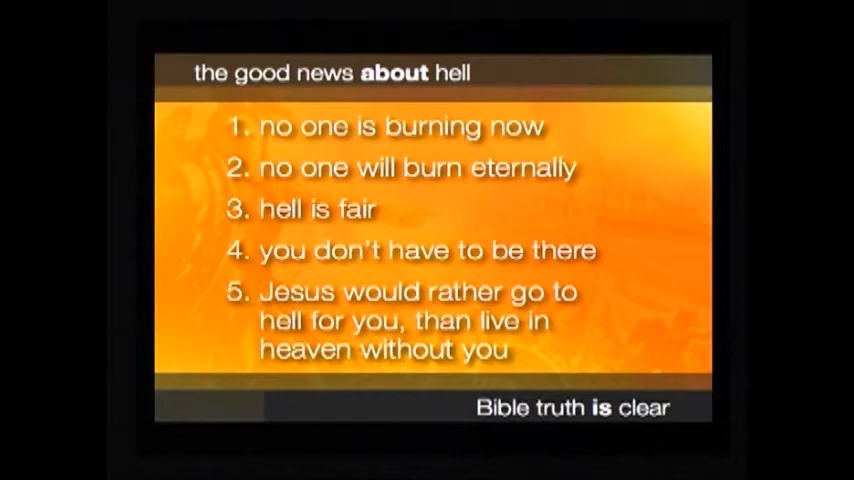 the good news about hell
1. no one is burning now
2. no one will burn eternally
3. hell is fair
4. you don't have to be there
5. Jesus would rather go to
hell for you, than live in
heaven without you
Bible truth is clear